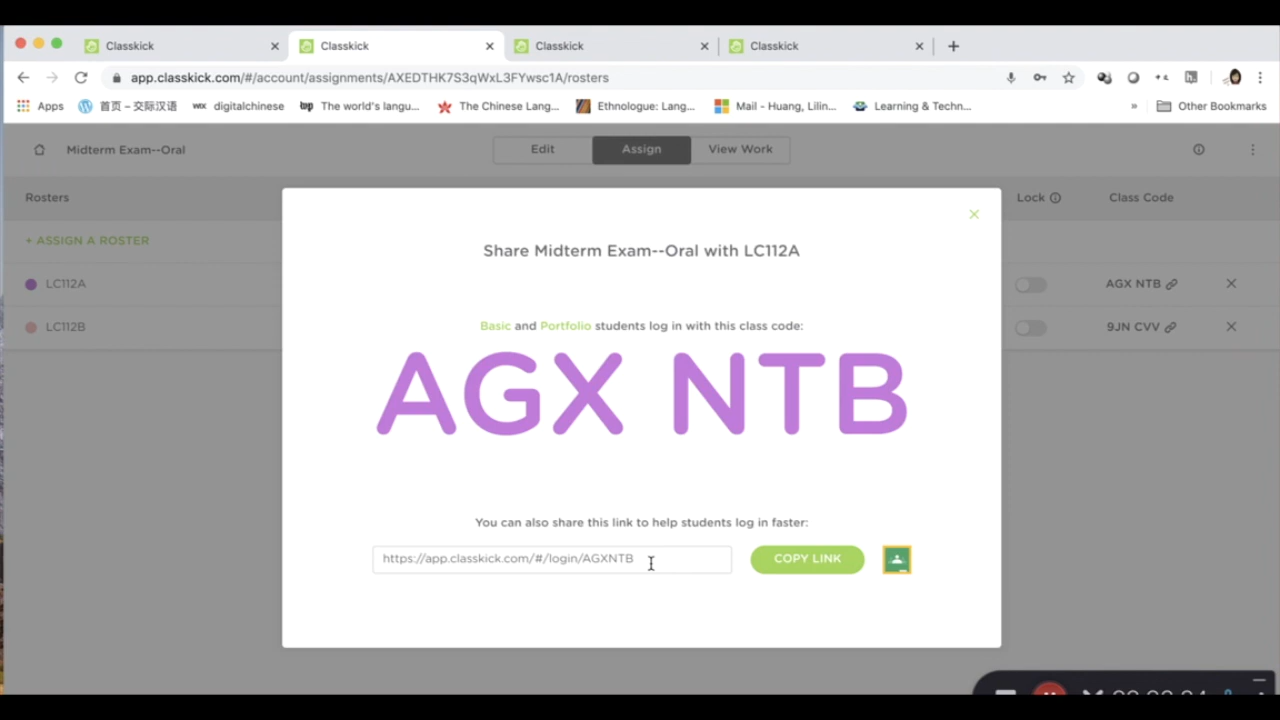 Classkick
Classkick
Classkick
Classkick
app.classkick.com/#/account/assignments/AXEDTHK7S3qWxL3FYwsc1A/rosters
Apps 首页 – 交际汉语 WIX digitalchinese The world's langu... The Chinese Lang... Ethnologue: Lang... Mail - Huang, Lilin... Learning & Techn... » Other Bookmarks
Midterm Exam--Oral Edit Assign View Work
Rosters Lock Class Code
+ ASSIGN A ROSTER
LC112A AGX NTB
LC112B 9JN CVV
Share Midterm Exam--Oral with LC112A
Basic and Portfolio students log in with this class code:
AGX NTB
You can also share this link to help students log in faster:
https://app.classkick.com/#/login/AGXNTB COPY LINK